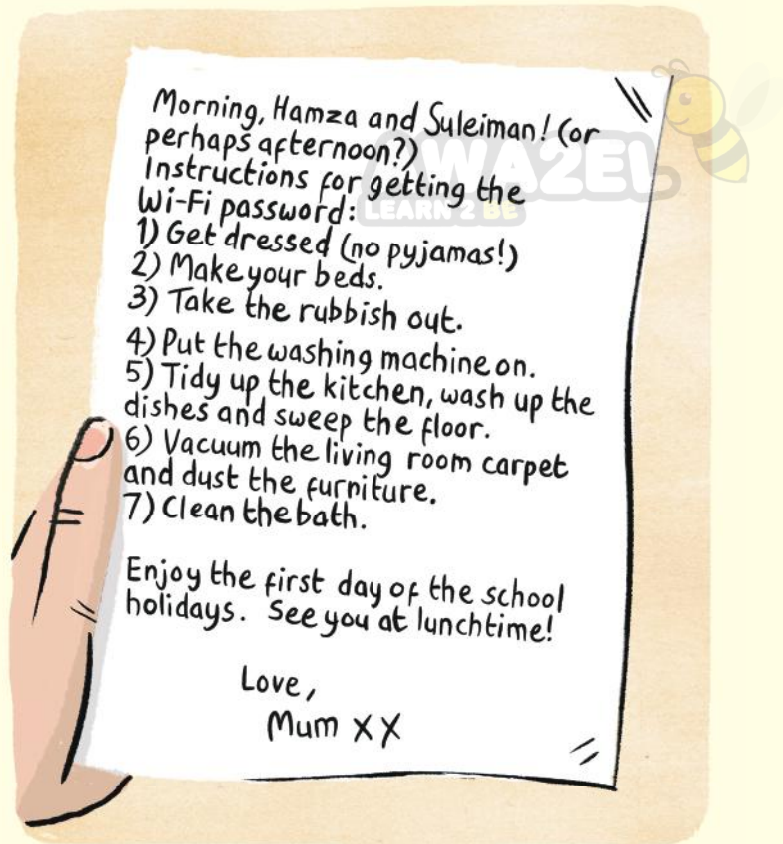 Morning, Hamza and Suleiman! (or
perhaps afternoon?)
Instructions for getting the
Wi-Fi password:
1) Get dressed (no pyjamas!)
2) Make your beds.
3) Take the rubbish out.
4) Put the washing machine on.
5) Tidy up the kitchen, wash up the
dishes and sweep the floor.
6) Vacuum the living room carpet
and dust the furniture.
7) Clean the bath.
Enjoy the first day of the school
holidays. See you at lunchtime!
Love,
Mum XX
AWA2EL
LEARN 2 BE